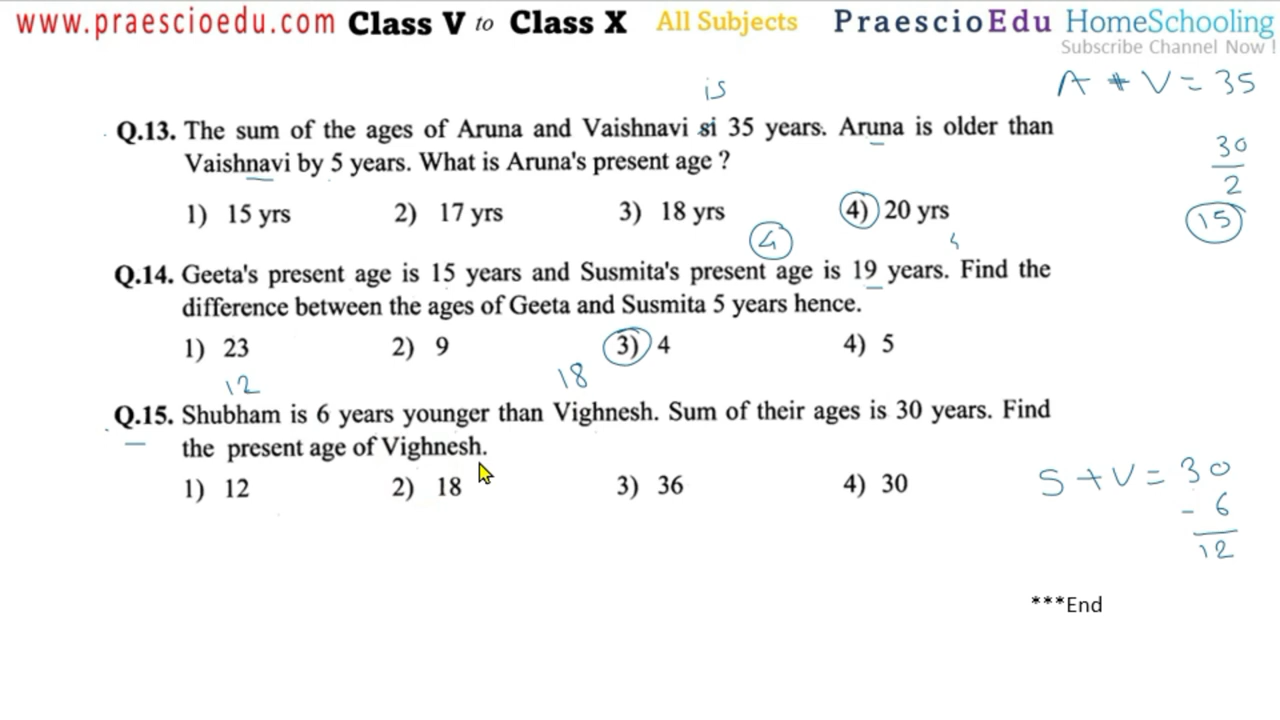 www.praescioedu.com Class V to Class X All Subjects PraescioEdu HomeSchooling
Subscribe Channel Now !
A + V = 35
is
Q.13. The sum of the ages of Aruna and Vaishnavi si 35 years. Aruna is older than
Vaishnavi by 5 years. What is Aruna's present age ?
30
2
1) 15 yrs 2) 17 yrs 3) 18 yrs 4) 20 yrs
15
4
Q.14. Geeta's present age is 15 years and Susmita's present age is 19 years. Find the
difference between the ages of Geeta and Susmita 5 years hence.
1) 23 2) 9 3) 4 4) 5
12 18
Q.15. Shubham is 6 years younger than Vighnesh. Sum of their ages is 30 years. Find
the present age of Vighnesh.
1) 12 2) 18 3) 36 4) 30
S + V = 30
- 6
12
***End